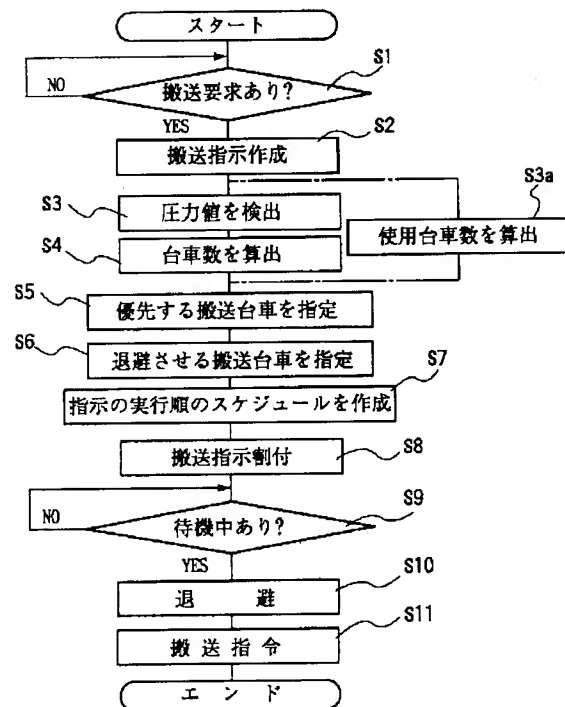 スタート
S1
搬送要求あり?
NO
YES
S2
搬送指示作成
S3
圧力値を検出
S3a
使用台車数を算出
S4
台車数を算出
S5
優先する搬送台車を指定
S6
退避させる搬送台車を指定
S7
指示の実行順のスケジュールを作成
S8
搬送指示割付
S9
待機中あり?
NO
YES
S10
退 避
S11
搬送指令
エンド